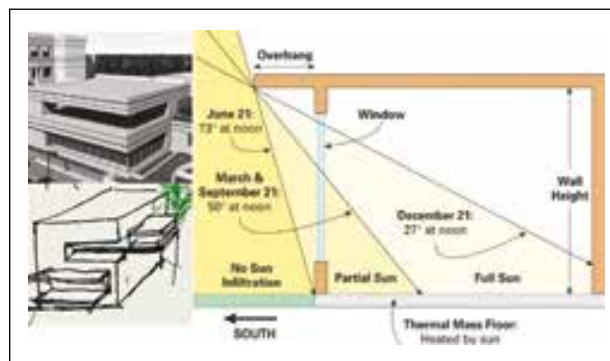 Overhang
June 21:
73° at noon
Window
March &
September 21:
50° at noon
Wall
Height
December 21:
27° at noon
No Sun
Infiltration
Partial Sun
Full Sun
SOUTH
Thermal Mass Floor:
Heated by sun